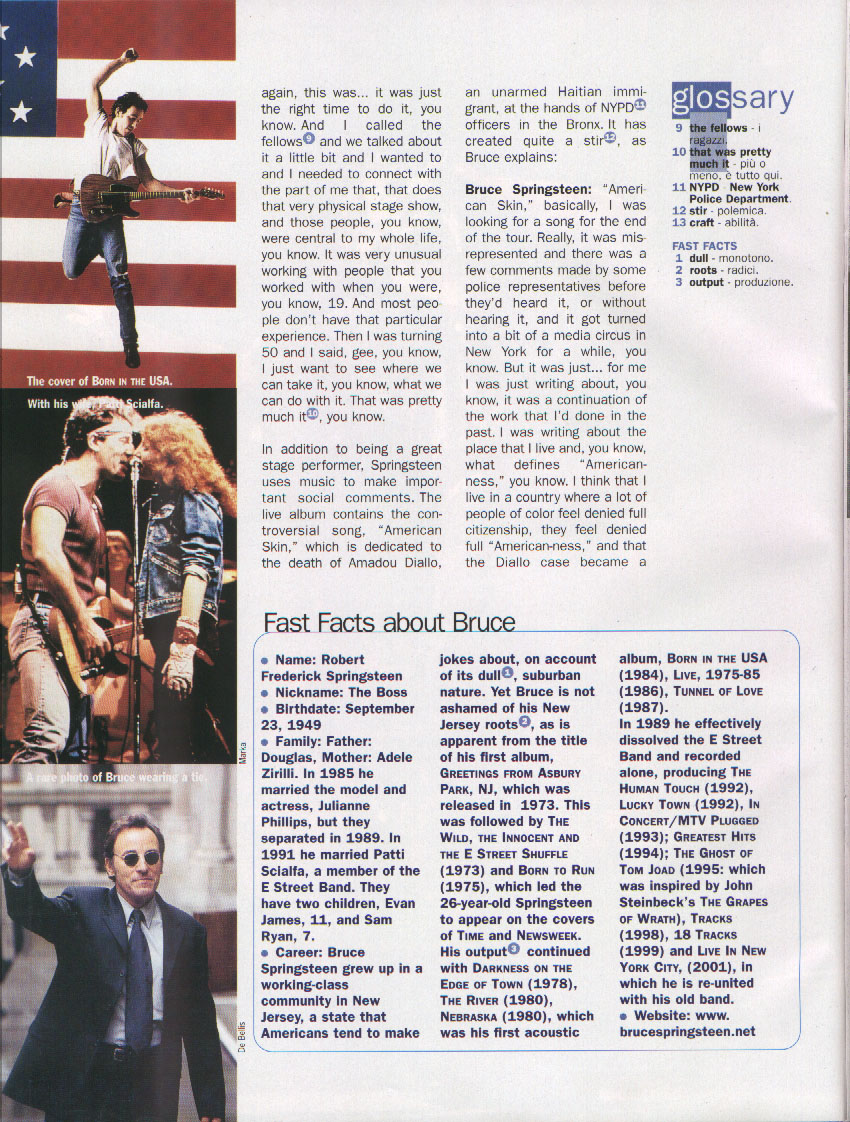 again, this was... it was just
the right time to do it, you
know. And I called the
fellows9 and we talked about
it a little bit and I wanted to
and I needed to connect with
the part of me that, that does
that very physical stage show,
and those people, you know,
were central to my whole life,
you know. It was very unusual
working with people that you
worked with when you were,
you know, 19. And most peo-
ple don't have that particular
experience. Then I was turning
50 and I said, gee, you know,
I just want to see where we
can take it, you know, what we
can do with it. That was pretty
much it10, you know.
In addition to being a great
stage performer, Springsteen
uses music to make impor-
tant social comments. The
live album contains the con-
troversial song, “American
Skin,” which is dedicated to
the death of Amadou Diallo,
an unarmed Haitian immi-
grant, at the hands of NYPD11
officers in the Bronx. It has
created quite a stir12, as
Bruce explains:
Bruce Springsteen: “Ameri-
can Skin,” basically, I was
looking for a song for the end
of the tour. Really, it was mis-
represented and there was a
few comments made by some
police representatives before
they'd heard it, or without
hearing it, and it got turned
into a bit of a media circus in
New York for a while, you
know. But it was just... for me
I was just writing about, you
know, it was a continuation of
the work that I'd done in the
past. I was writing about the
place that I live and, you know,
what defines “American-
ness,” you know. I think that I
live in a country where a lot of
people of color feel denied full
citizenship, they feel denied
full “American-ness,” and that
the Diallo case became a
glossary
9 the fellows - i
ragazzi.
10 that was pretty
much it - più o
meno, è tutto qui.
11 NYPD - New York
Police Department.
12 stir - polemica.
13 craft - abilità.
FAST FACTS
1 dull - monotono.
2 roots - radici.
3 output - produzione.
The cover of BORN IN THE USA.
With his wife, Patti Scialfa.
Marka
A rare photo of Bruce wearing a tie.
De Bellis
Fast Facts about Bruce
• Name: Robert
Frederick Springsteen
• Nickname: The Boss
• Birthdate: September
23, 1949
• Family: Father:
Douglas, Mother: Adele
Zirilli. In 1985 he
married the model and
actress, Julianne
Phillips, but they
separated in 1989. In
1991 he married Patti
Scialfa, a member of the
E Street Band. They
have two children, Evan
James, 11, and Sam
Ryan, 7.
• Career: Bruce
Springsteen grew up in a
working-class
community in New
Jersey, a state that
Americans tend to make
jokes about, on account
of its dull1, suburban
nature. Yet Bruce is not
ashamed of his New
Jersey roots2, as is
apparent from the title
of his first album,
GREETINGS FROM ASBURY
PARK, NJ, which was
released in 1973. This
was followed by THE
WILD, THE INNOCENT AND
THE E STREET SHUFFLE
(1973) and BORN TO RUN
(1975), which led the
26-year-old Springsteen
to appear on the covers
of TIME and NEWSWEEK.
His output3 continued
with DARKNESS ON THE
EDGE OF TOWN (1978),
THE RIVER (1980),
NEBRASKA (1980), which
was his first acoustic
album, BORN IN THE USA
(1984), LIVE, 1975-85
(1986), TUNNEL OF LOVE
(1987).
In 1989 he effectively
dissolved the E Street
Band and recorded
alone, producing THE
HUMAN TOUCH (1992),
LUCKY TOWN (1992), IN
CONCERT/MTV PLUGGED
(1993); GREATEST HITS
(1994); THE GHOST OF
TOM JOAD (1995: which
was inspired by John
Steinbeck's THE GRAPES
OF WRATH), TRACKS
(1998), 18 TRACKS
(1999) and LIVE IN NEW
YORK CITY, (2001), in
which he is re-united
with his old band.
• Website: www.
brucespringsteen.net